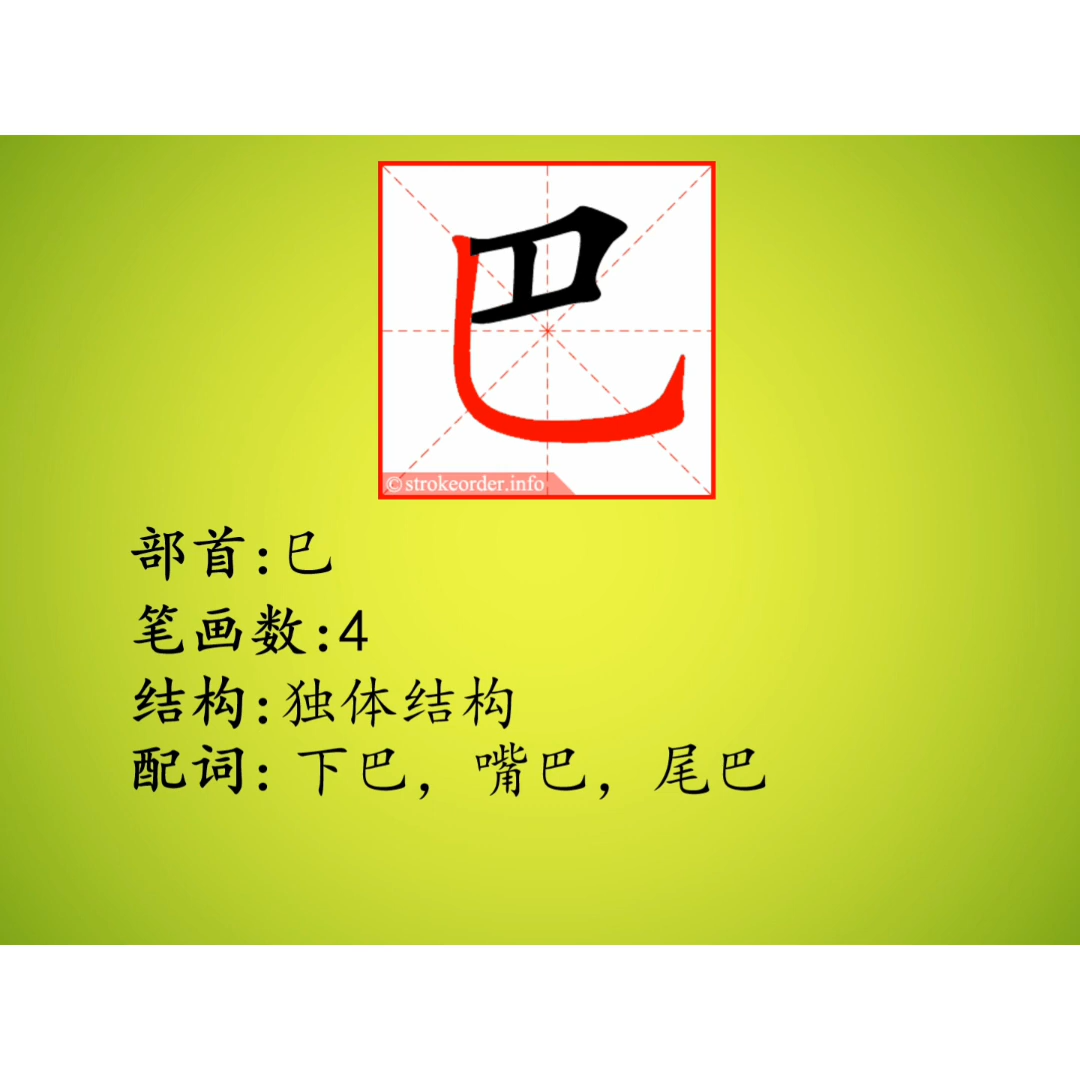 巴
©strokeorder.info
部首:巳
笔画数:4
结构:独体结构
配词: 下巴, 嘴巴, 尾巴